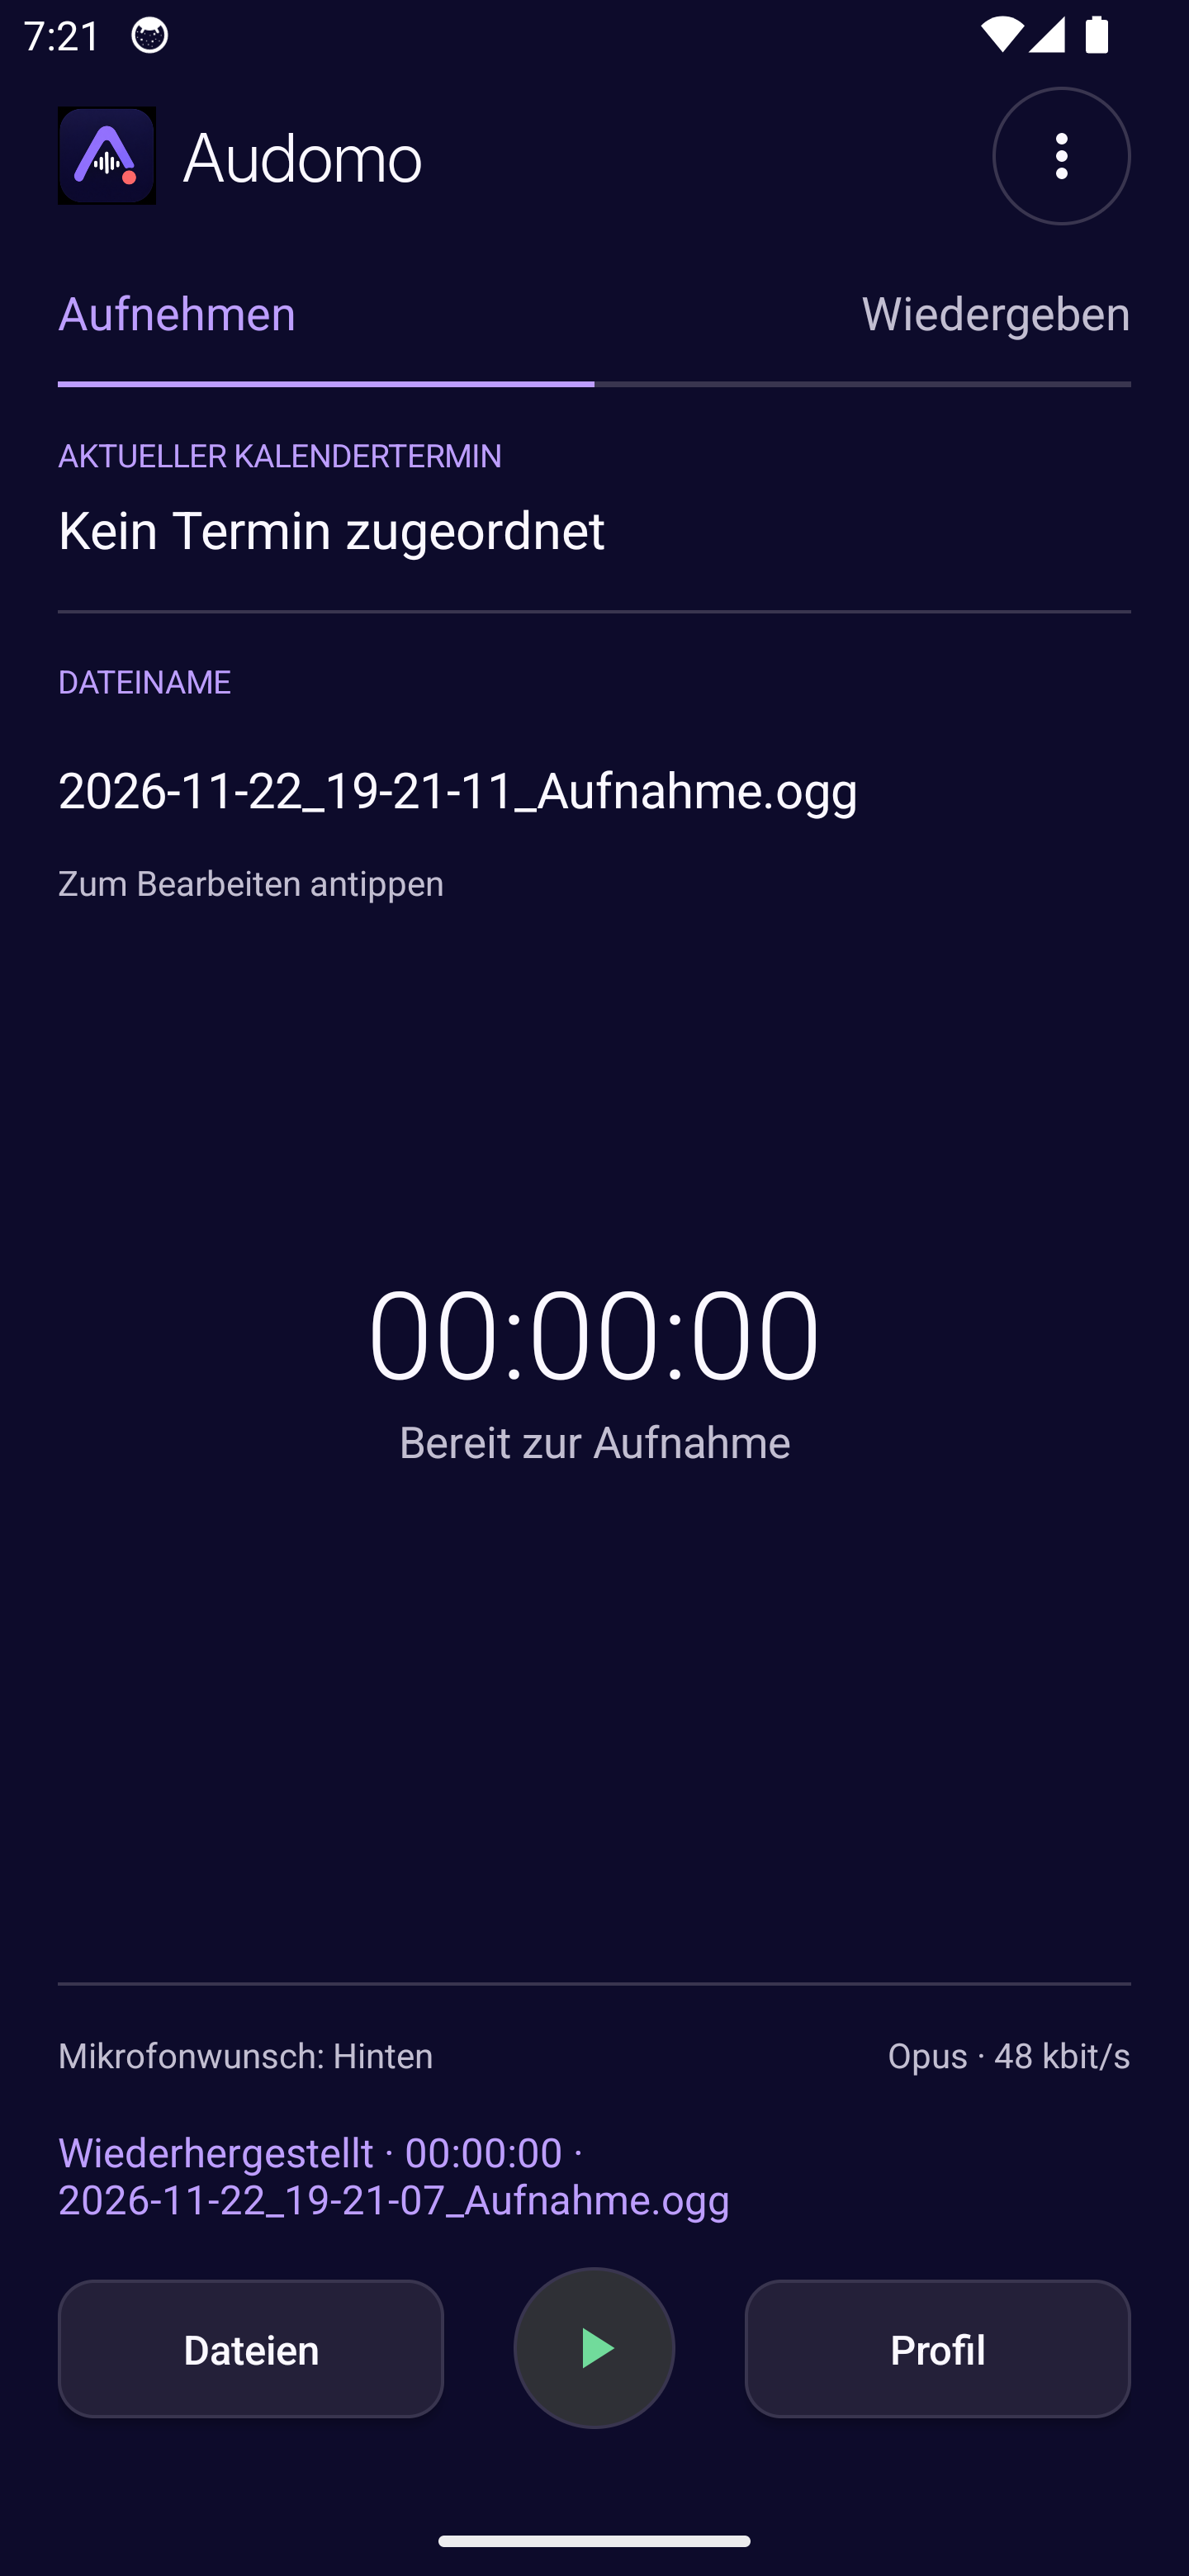 7:21
Audomo
Aufnehmen
Wiedergeben
AKTUELLER KALENDERTERMIN
Kein Termin zugeordnet
DATEINAME
2026-11-22_19-21-11_Aufnahme.ogg
Zum Bearbeiten antippen
00:00:00
Bereit zur Aufnahme
Mikrofonwunsch: Hinten
Opus · 48 kbit/s
Wiederhergestellt · 00:00:00 ·
2026-11-22_19-21-07_Aufnahme.ogg
Dateien
Profil